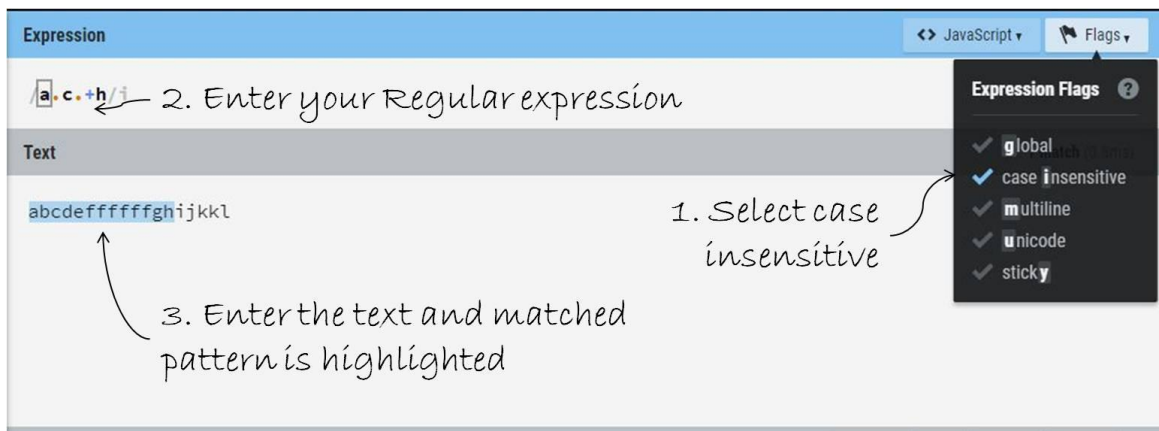 Expression
JavaScript
Flags
/a.c.+h/i
2. Enter your Regular expression
Expression Flags
?
Text
global
case insensitive
multiline
unicode
sticky
abcdeffffffghijkkl
1. Select case
insensitive
3. Enter the text and matched
pattern is highlighted